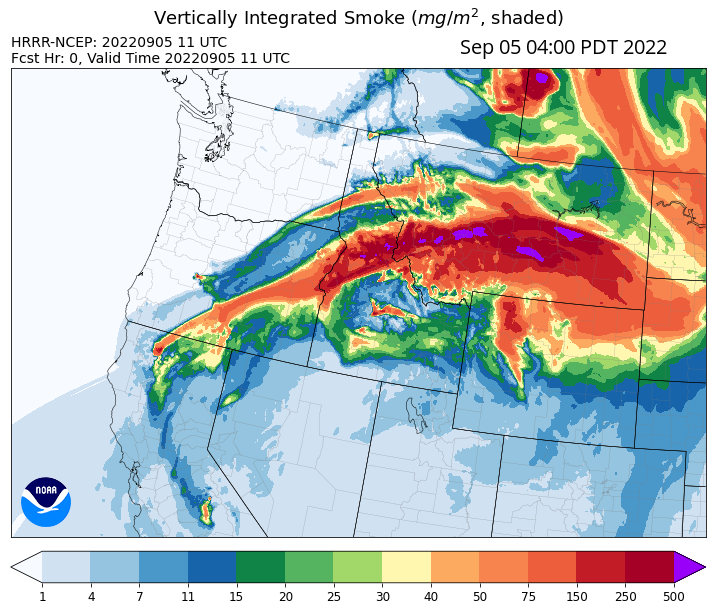 Vertically Integrated Smoke (mg/m², shaded)
HRRR-NCEP: 20220905 11 UTC
Fcst Hr: 0, Valid Time 20220905 11 UTC
Sep 05 04:00 PDT 2022
NOAA
1 4 7 11 15 20 25 30 40 50 75 150 250 500